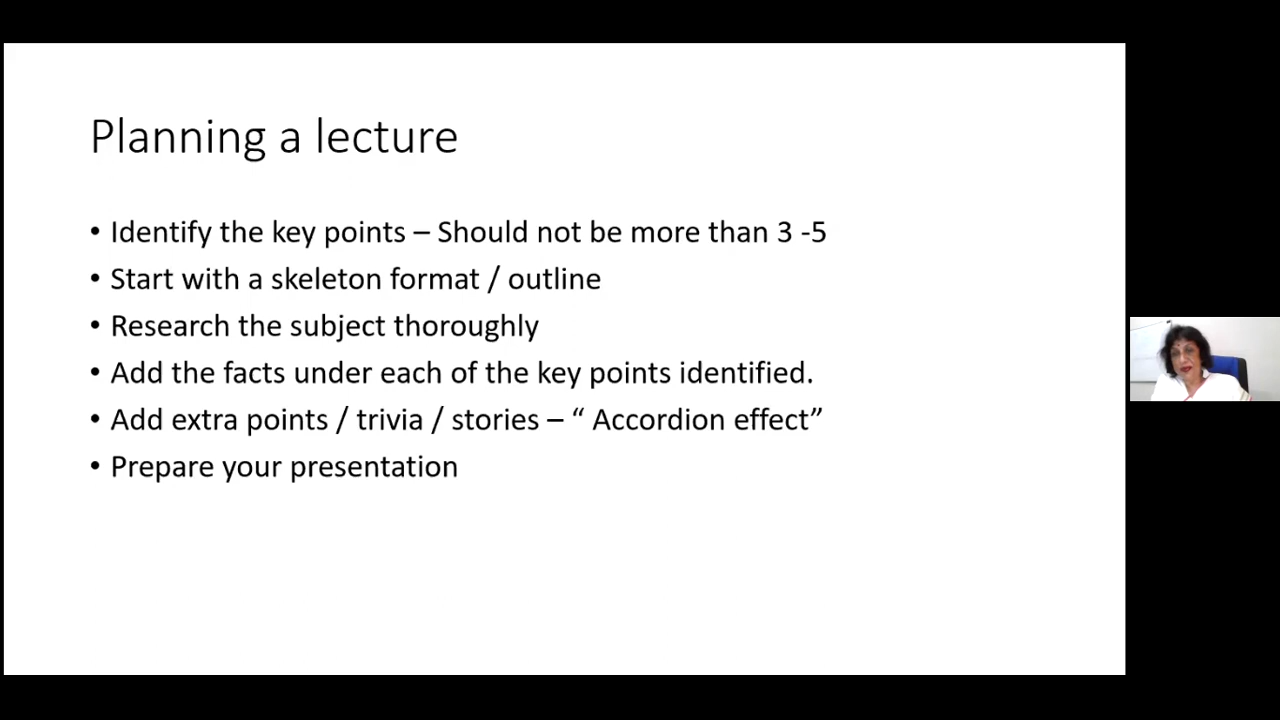 Planning a lecture
• Identify the key points – Should not be more than 3 -5
• Start with a skeleton format / outline
• Research the subject thoroughly
• Add the facts under each of the key points identified.
• Add extra points / trivia / stories – “ Accordion effect”
• Prepare your presentation